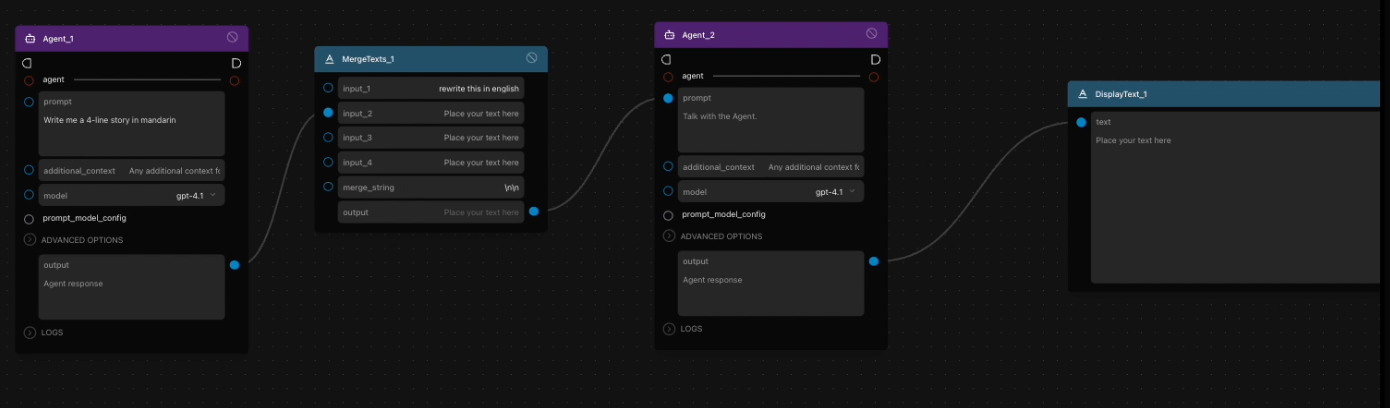 Agent_1
agent
prompt
Write me a 4-line story in mandarin
additional_context Any additional context fo
model gpt-4.1
prompt_model_config
ADVANCED OPTIONS
output
Agent response
LOGS
MergeTexts_1
input_1 rewrite this in english
input_2 Place your text here
input_3 Place your text here
input_4 Place your text here
merge_string \n\n
output Place your text here
Agent_2
agent
prompt
Talk with the Agent.
additional_context Any additional context fo
model gpt-4.1
prompt_model_config
ADVANCED OPTIONS
output
Agent response
LOGS
DisplayText_1
text
Place your text here